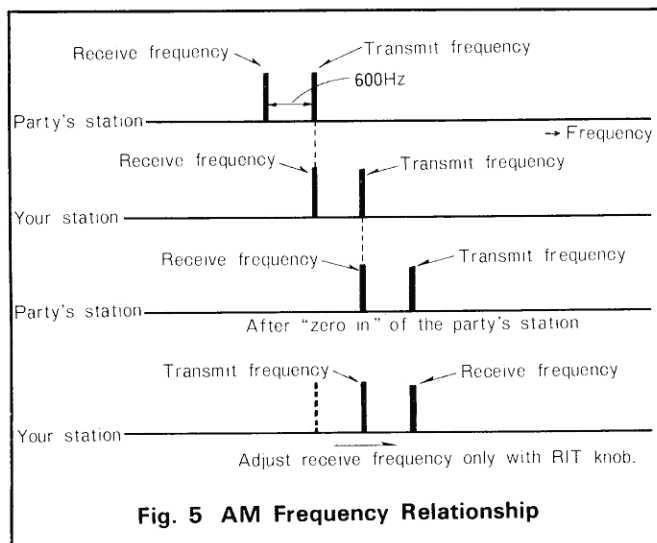 Receive frequency
Transmit frequency
600Hz
Party's station
→ Frequency
Receive frequency
Transmit frequency
Your station
Receive frequency
Transmit frequency
Party's station
After "zero in" of the party's station
Transmit frequency
Receive frequency
Your station
Adjust receive frequency only with RIT knob.
Fig. 5 AM Frequency Relationship